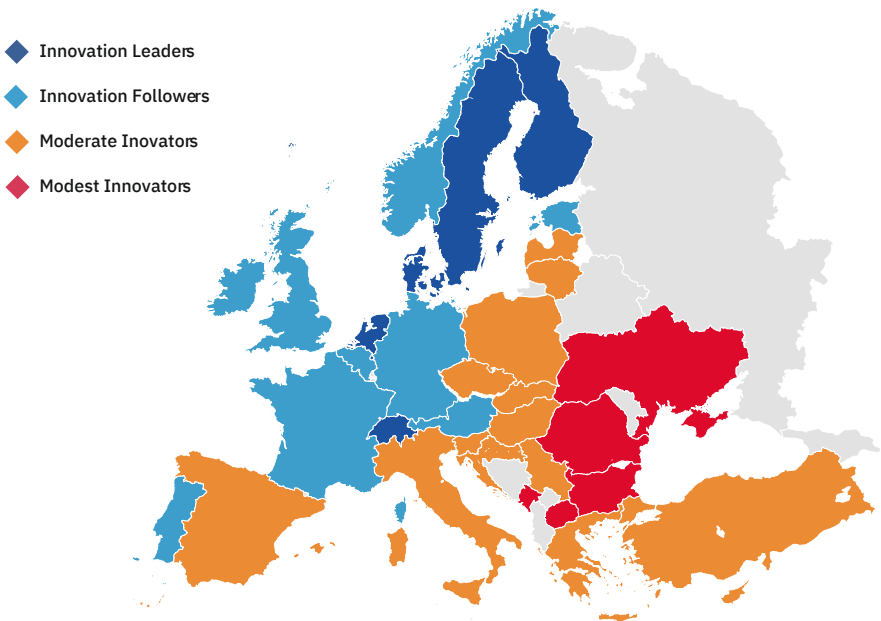 Innovation Leaders
Innovation Followers
Moderate Inovators
Modest Innovators